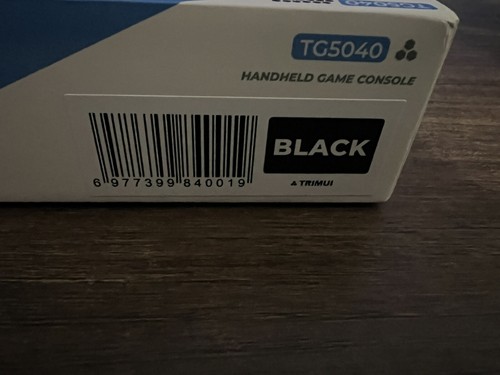 TG5040
HANDHELD GAME CONSOLE
BLACK
6 977399 840019
TRIMUI